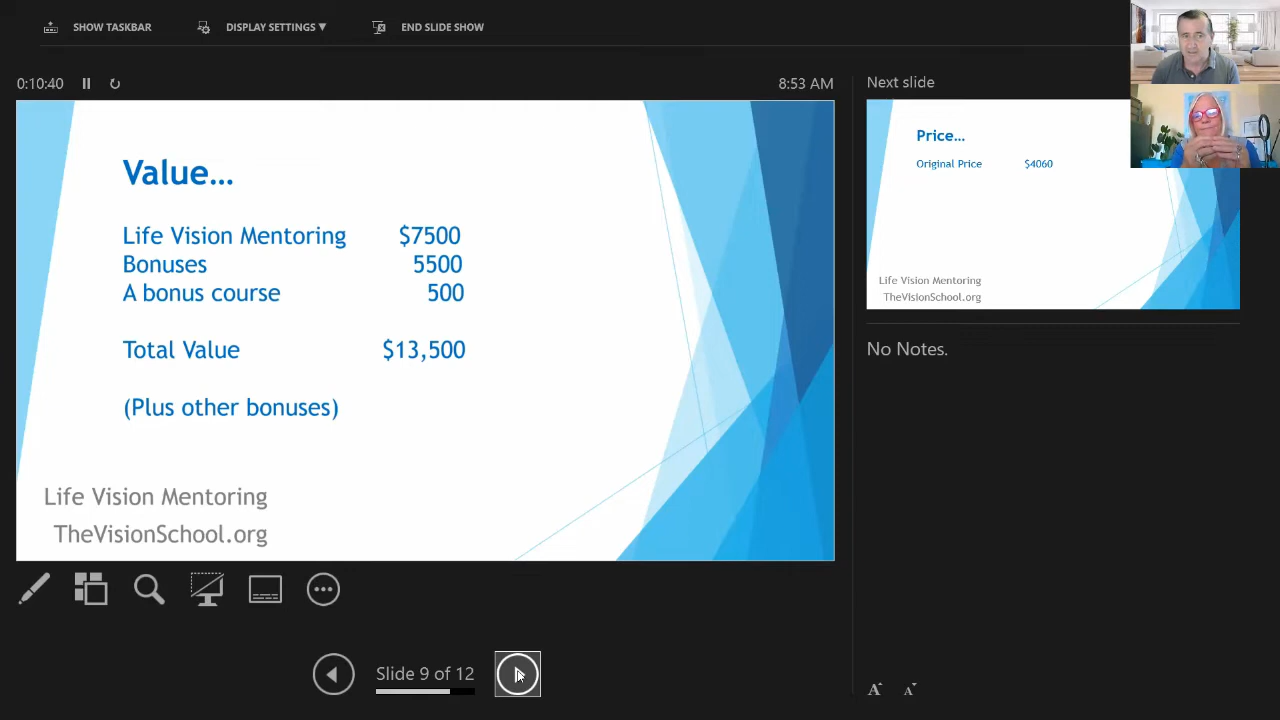 SHOW TASKBAR DISPLAY SETTINGS ▼ END SLIDE SHOW
0:10:40 8:53 AM
Value...
Life Vision Mentoring $7500
Bonuses 5500
A bonus course 500
Total Value $13,500
(Plus other bonuses)
Life Vision Mentoring
TheVisionSchool.org
Slide 9 of 12
Next slide
Price...
Original Price $4060
Life Vision Mentoring
TheVisionSchool.org
No Notes.
A A